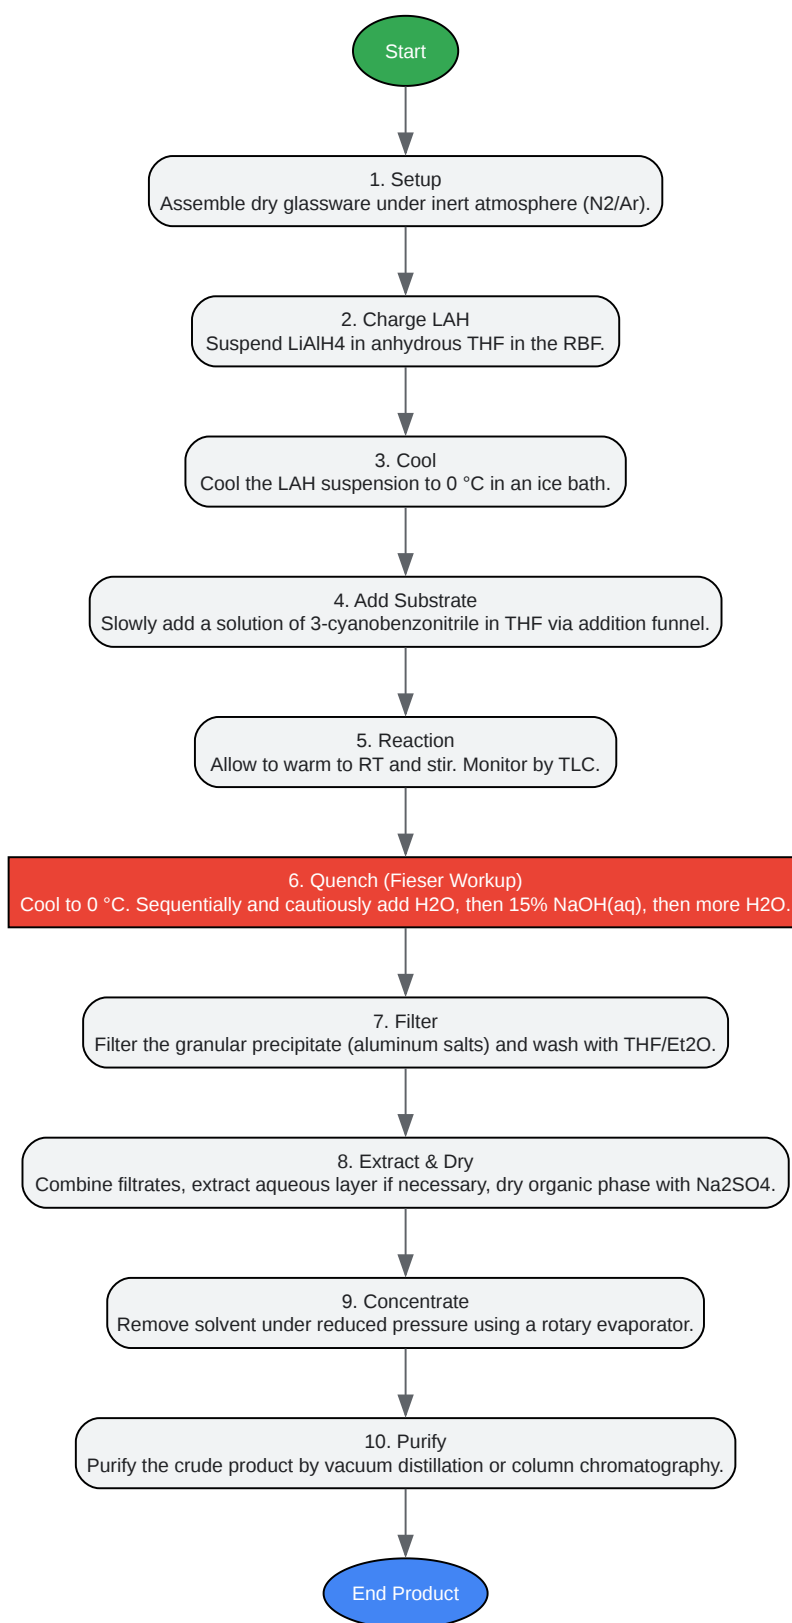 Start
1. Setup
Assemble dry glassware under inert atmosphere (N2/Ar).
2. Charge LAH
Suspend LiAlH4 in anhydrous THF in the RBF.
3. Cool
Cool the LAH suspension to 0 °C in an ice bath.
4. Add Substrate
Slowly add a solution of 3-cyanobenzonitrile in THF via addition funnel.
5. Reaction
Allow to warm to RT and stir. Monitor by TLC.
6. Quench (Fieser Workup)
Cool to 0 °C. Sequentially and cautiously add H2O, then 15% NaOH(aq), then more H2O.
7. Filter
Filter the granular precipitate (aluminum salts) and wash with THF/Et2O.
8. Extract & Dry
Combine filtrates, extract aqueous layer if necessary, dry organic phase with Na2SO4.
9. Concentrate
Remove solvent under reduced pressure using a rotary evaporator.
10. Purify
Purify the crude product by vacuum distillation or column chromatography.
End Product